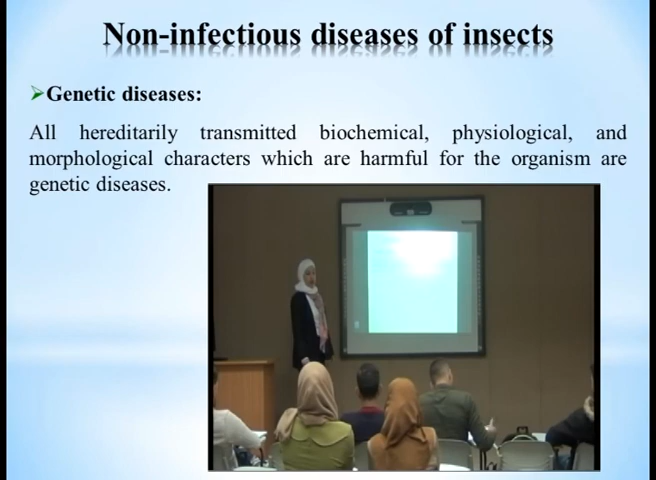 Non-infectious diseases of insects
➢Genetic diseases:
All hereditarily transmitted biochemical, physiological, and
morphological characters which are harmful for the organism are
genetic diseases.